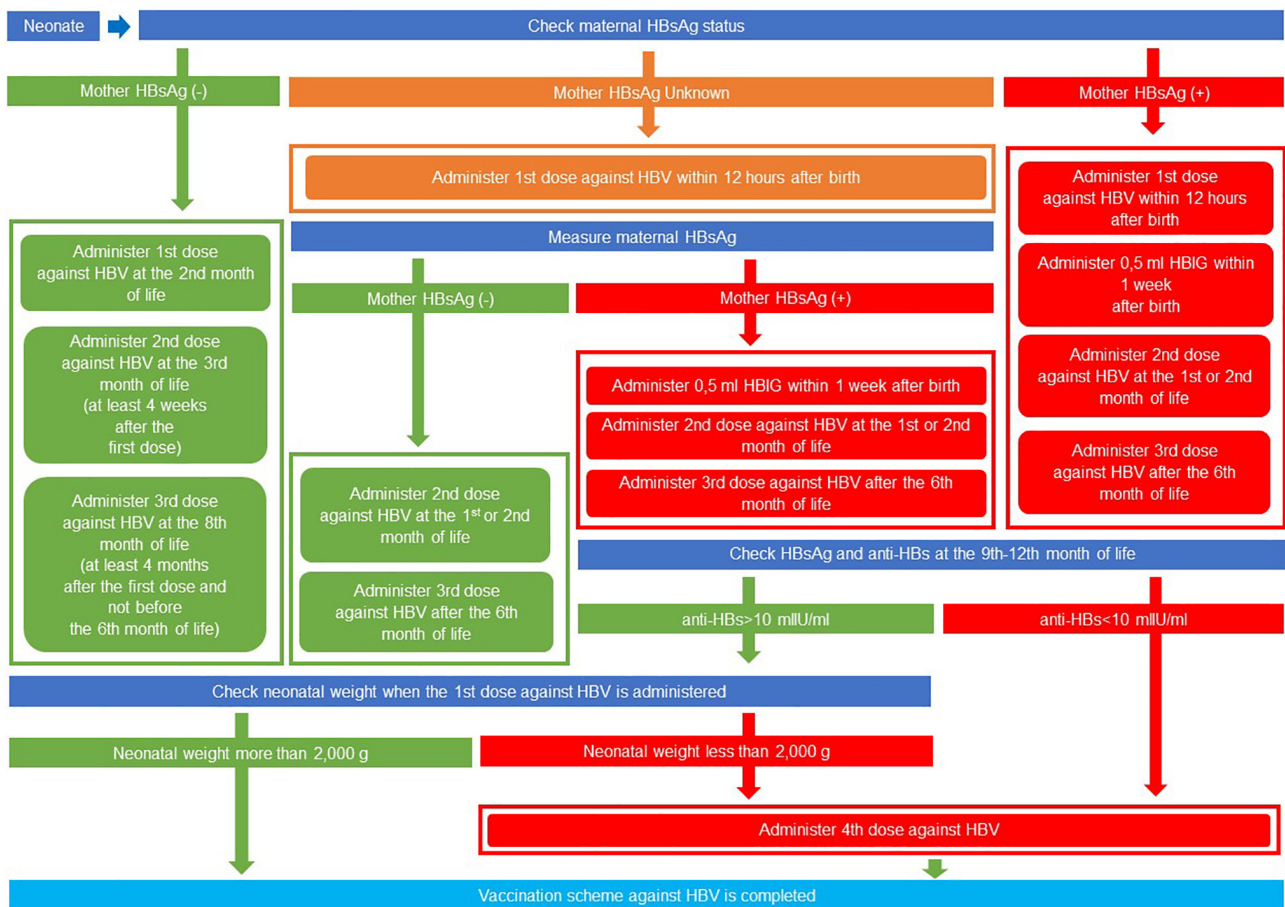 Neonate
Check maternal HBsAg status
Mother HBsAg (-)
Mother HBsAg Unknown
Mother HBsAg (+)
Administer 1st dose against HBV within 12 hours after birth
Administer 1st dose
against HBV within 12 hours
after birth
Administer 0,5 ml HBIG within
1 week
after birth
Administer 2nd dose
against HBV at the 1st or 2nd
month of life
Administer 3rd dose
against HBV after the 6th
month of life
Administer 1st dose
against HBV at the 2nd month
of life
Administer 2nd dose
against HBV at the 3rd
month of life
(at least 4 weeks
after the
first dose)
Administer 3rd dose
against HBV at the 8th
month of life
(at least 4 months
after the first dose and
not before
the 6th month of life)
Measure maternal HBsAg
Mother HBsAg (-)
Mother HBsAg (+)
Administer 0,5 ml HBIG within 1 week after birth
Administer 2nd dose against HBV at the 1st or 2nd
month of life
Administer 3rd dose against HBV after the 6th
month of life
Administer 2nd dose
against HBV at the 1st or 2nd
month of life
Administer 3rd dose
against HBV after the 6th
month of life
Check HBsAg and anti-HBs at the 9th-12th month of life
anti-HBs>10 mlIU/ml
anti-HBs<10 mlIU/ml
Check neonatal weight when the 1st dose against HBV is administered
Neonatal weight more than 2,000 g
Neonatal weight less than 2,000 g
Administer 4th dose against HBV
Vaccination scheme against HBV is completed